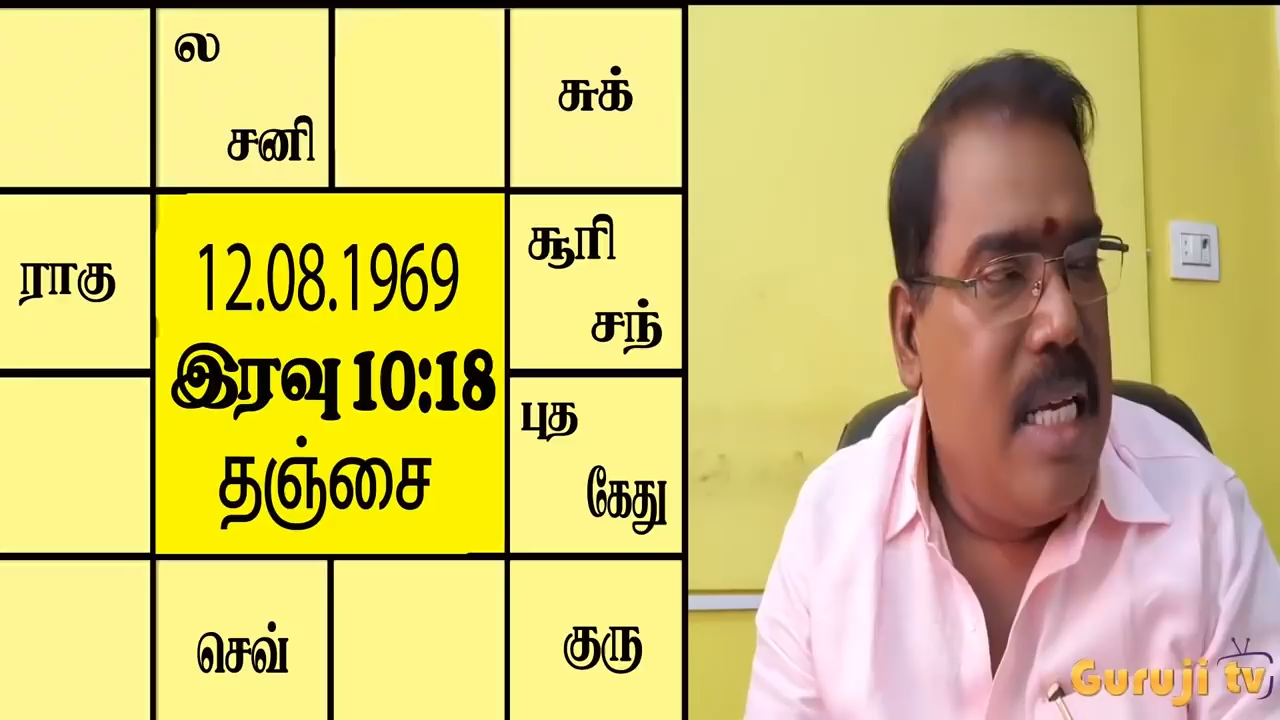 ல
சனி
சுக்
ராகு
12.08.1969
இரவு 10:18
தஞ்சை
சூரி
சந்
புத
கேது
செவ்
குரு
Guruji tv